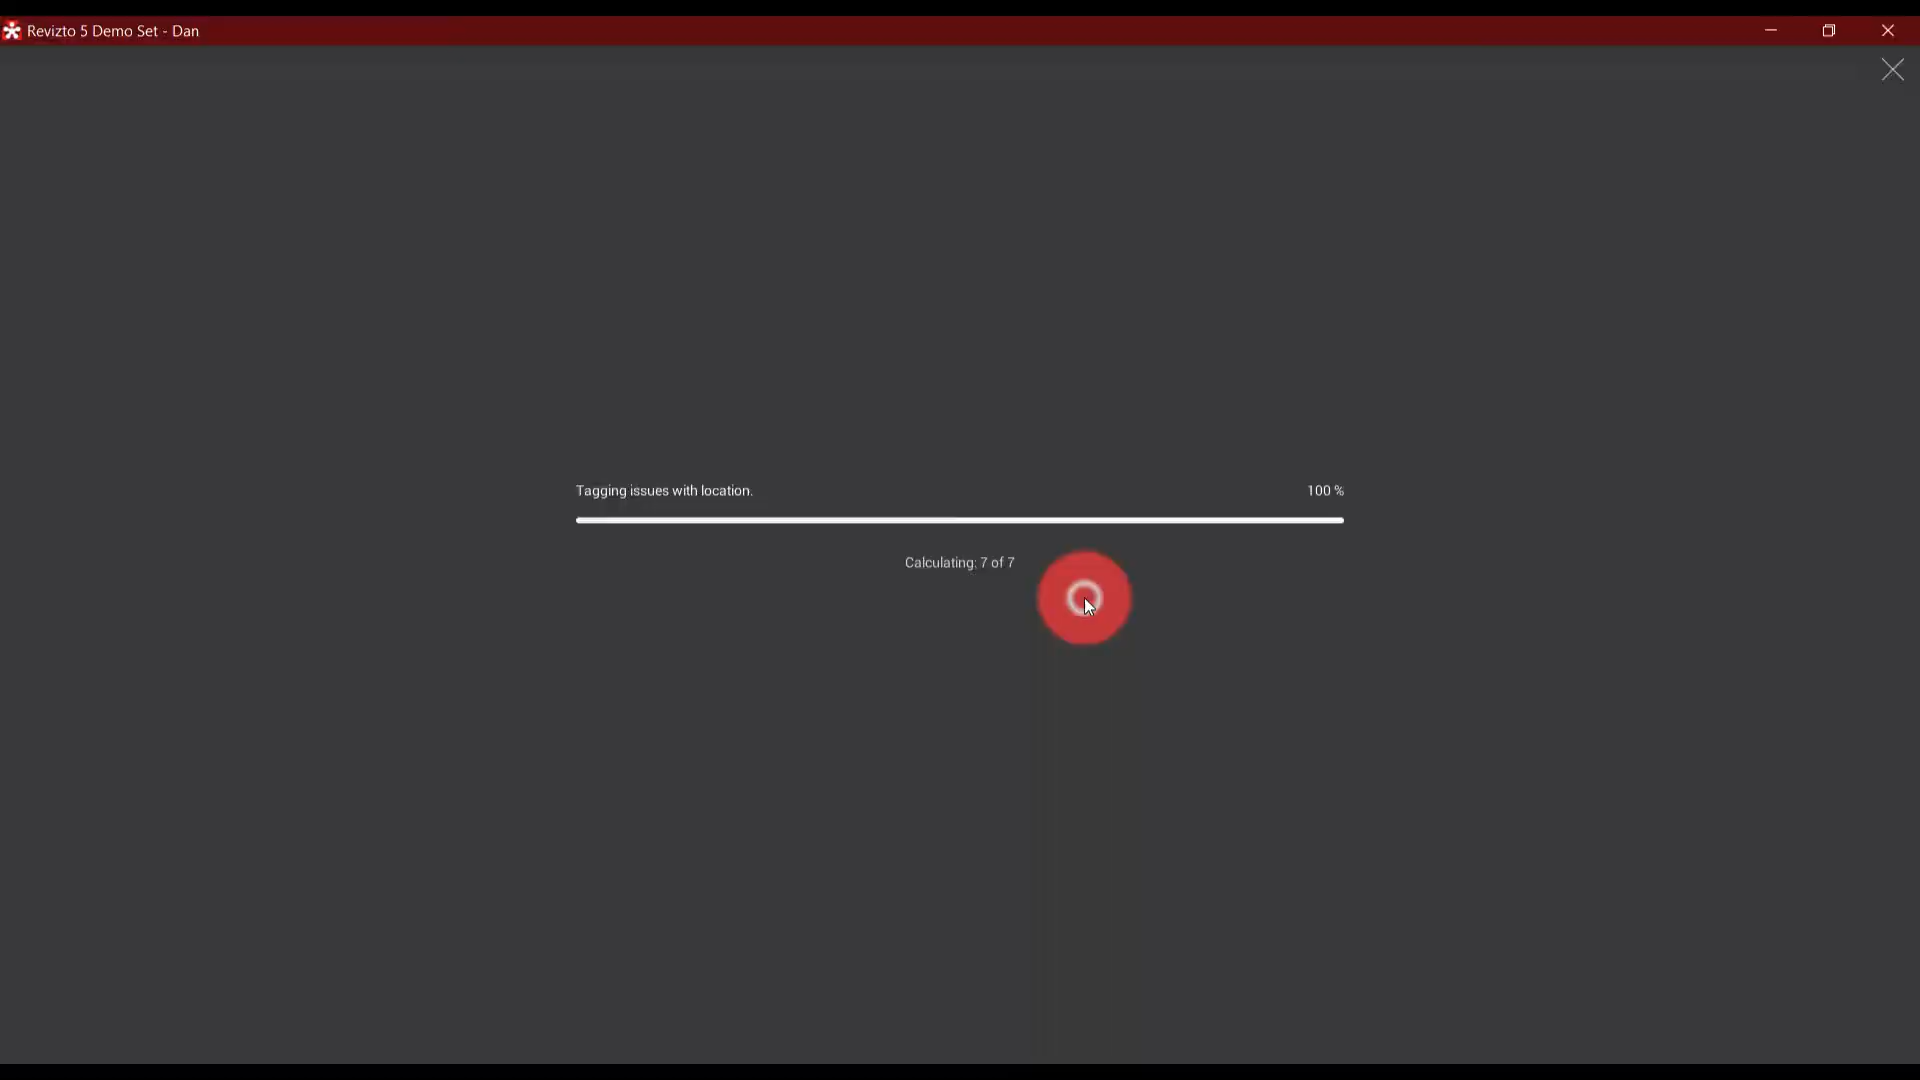 Revizto 5 Demo Set - Dan
Tagging issues with location.
100 %
Calculating: 7 of 7